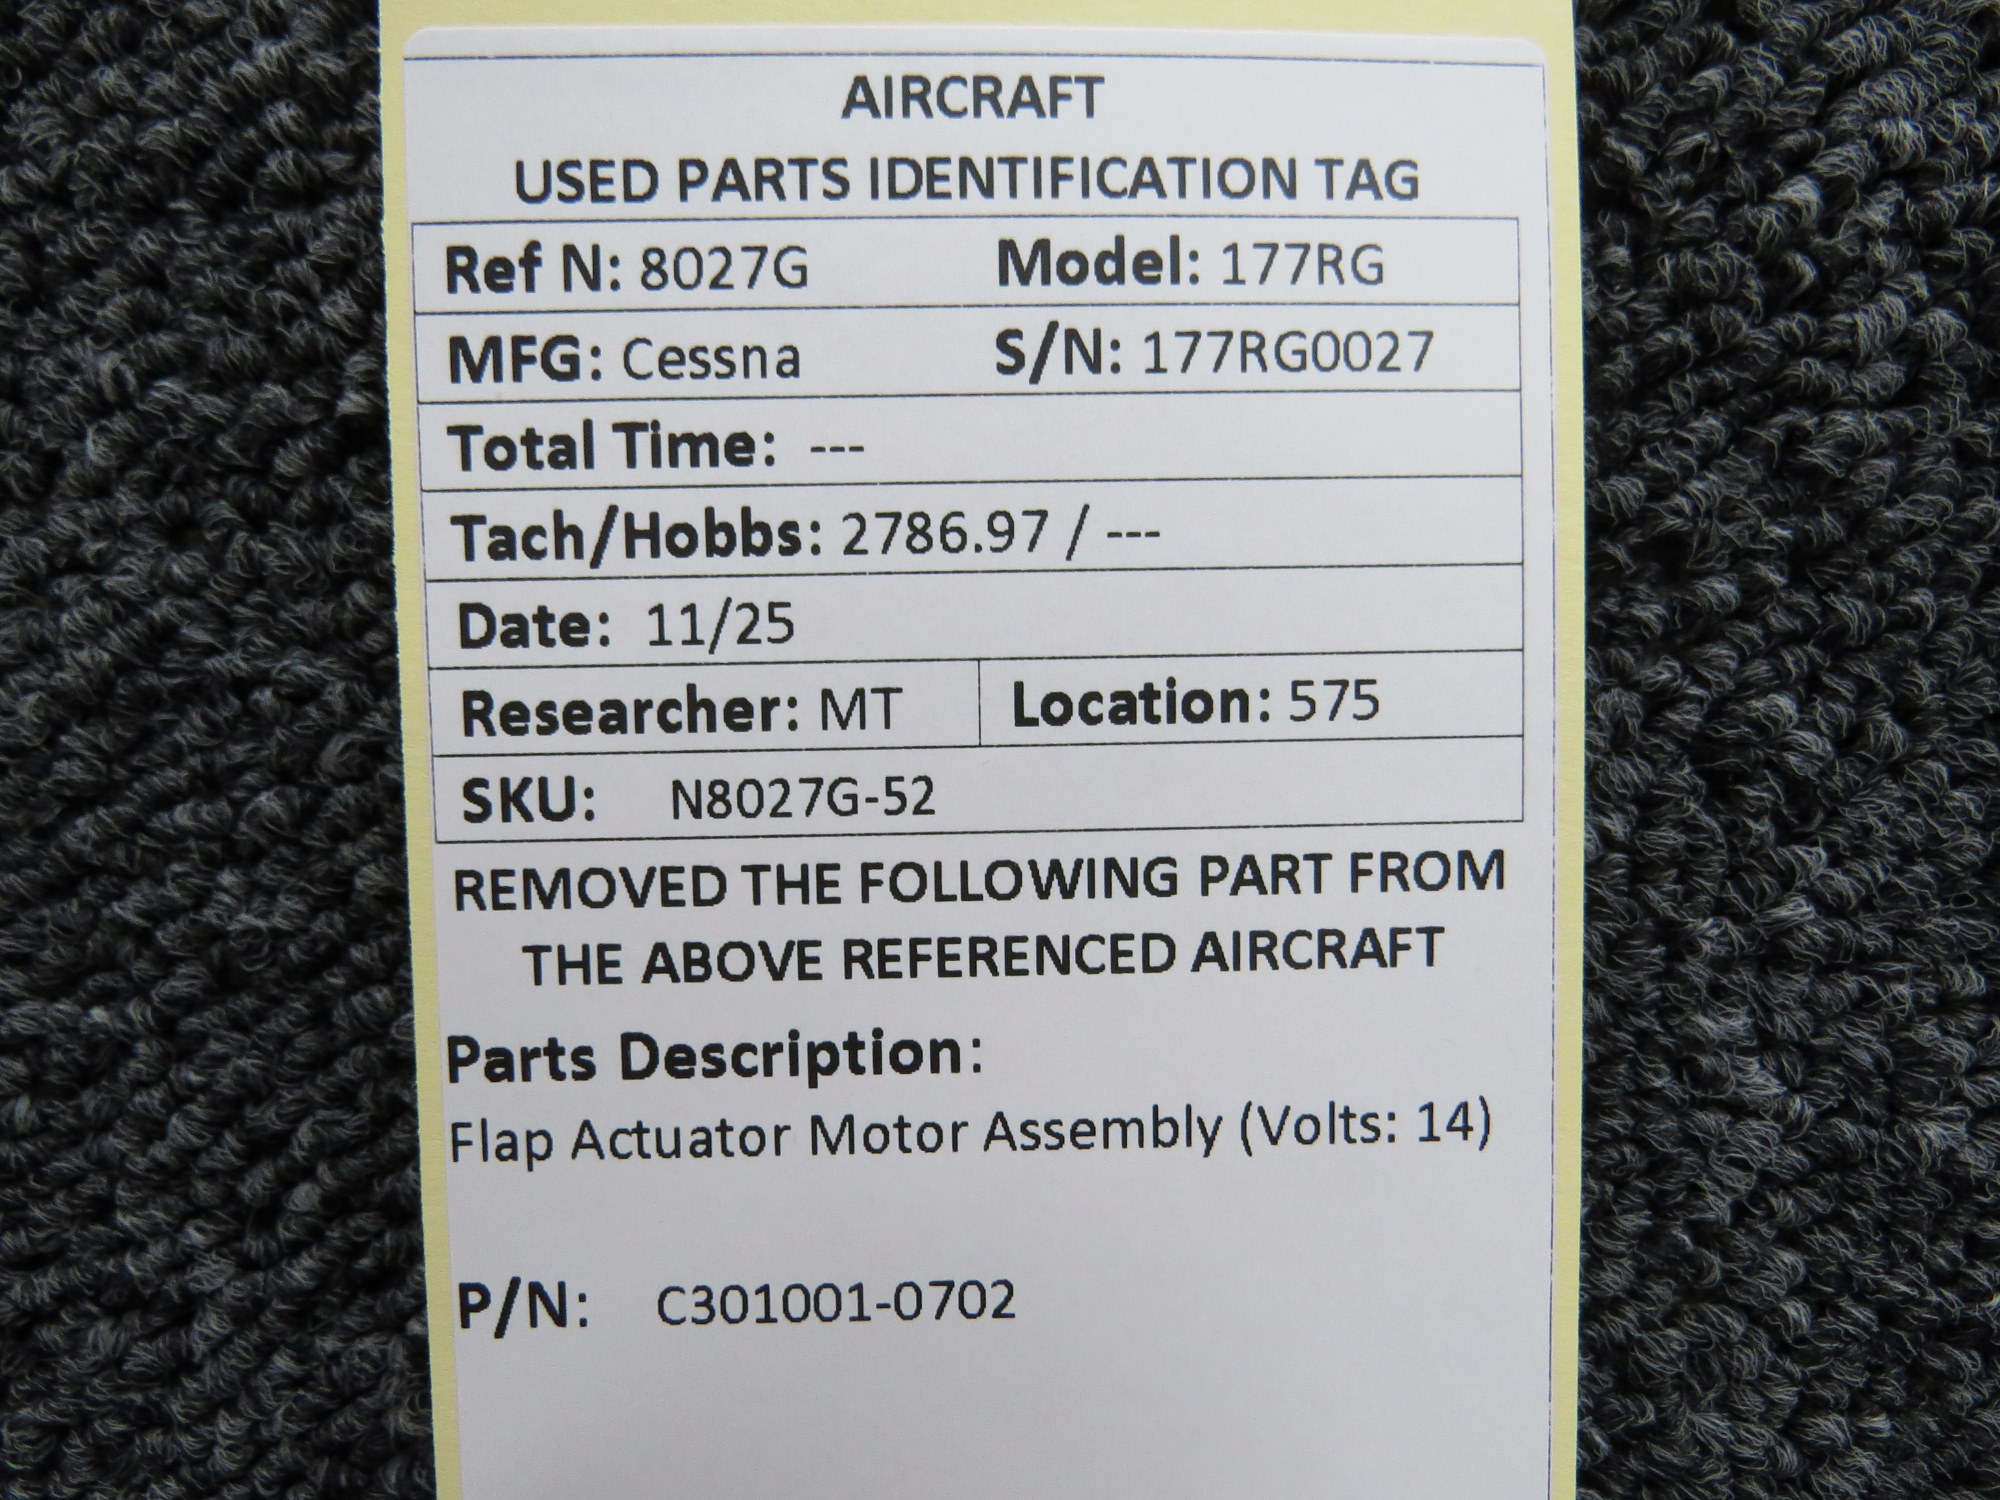 AIRCRAFT
USED PARTS IDENTIFICATION TAG
Ref N: 8027G Model: 177RG
MFG: Cessna S/N: 177RG0027
Total Time: ---
Tach/Hobbs: 2786.97 / ---
Date: 11/25
Researcher: MT Location: 575
SKU: N8027G-52
REMOVED THE FOLLOWING PART FROM
THE ABOVE REFERENCED AIRCRAFT
Parts Description:
Flap Actuator Motor Assembly (Volts: 14)
P/N: C301001-0702